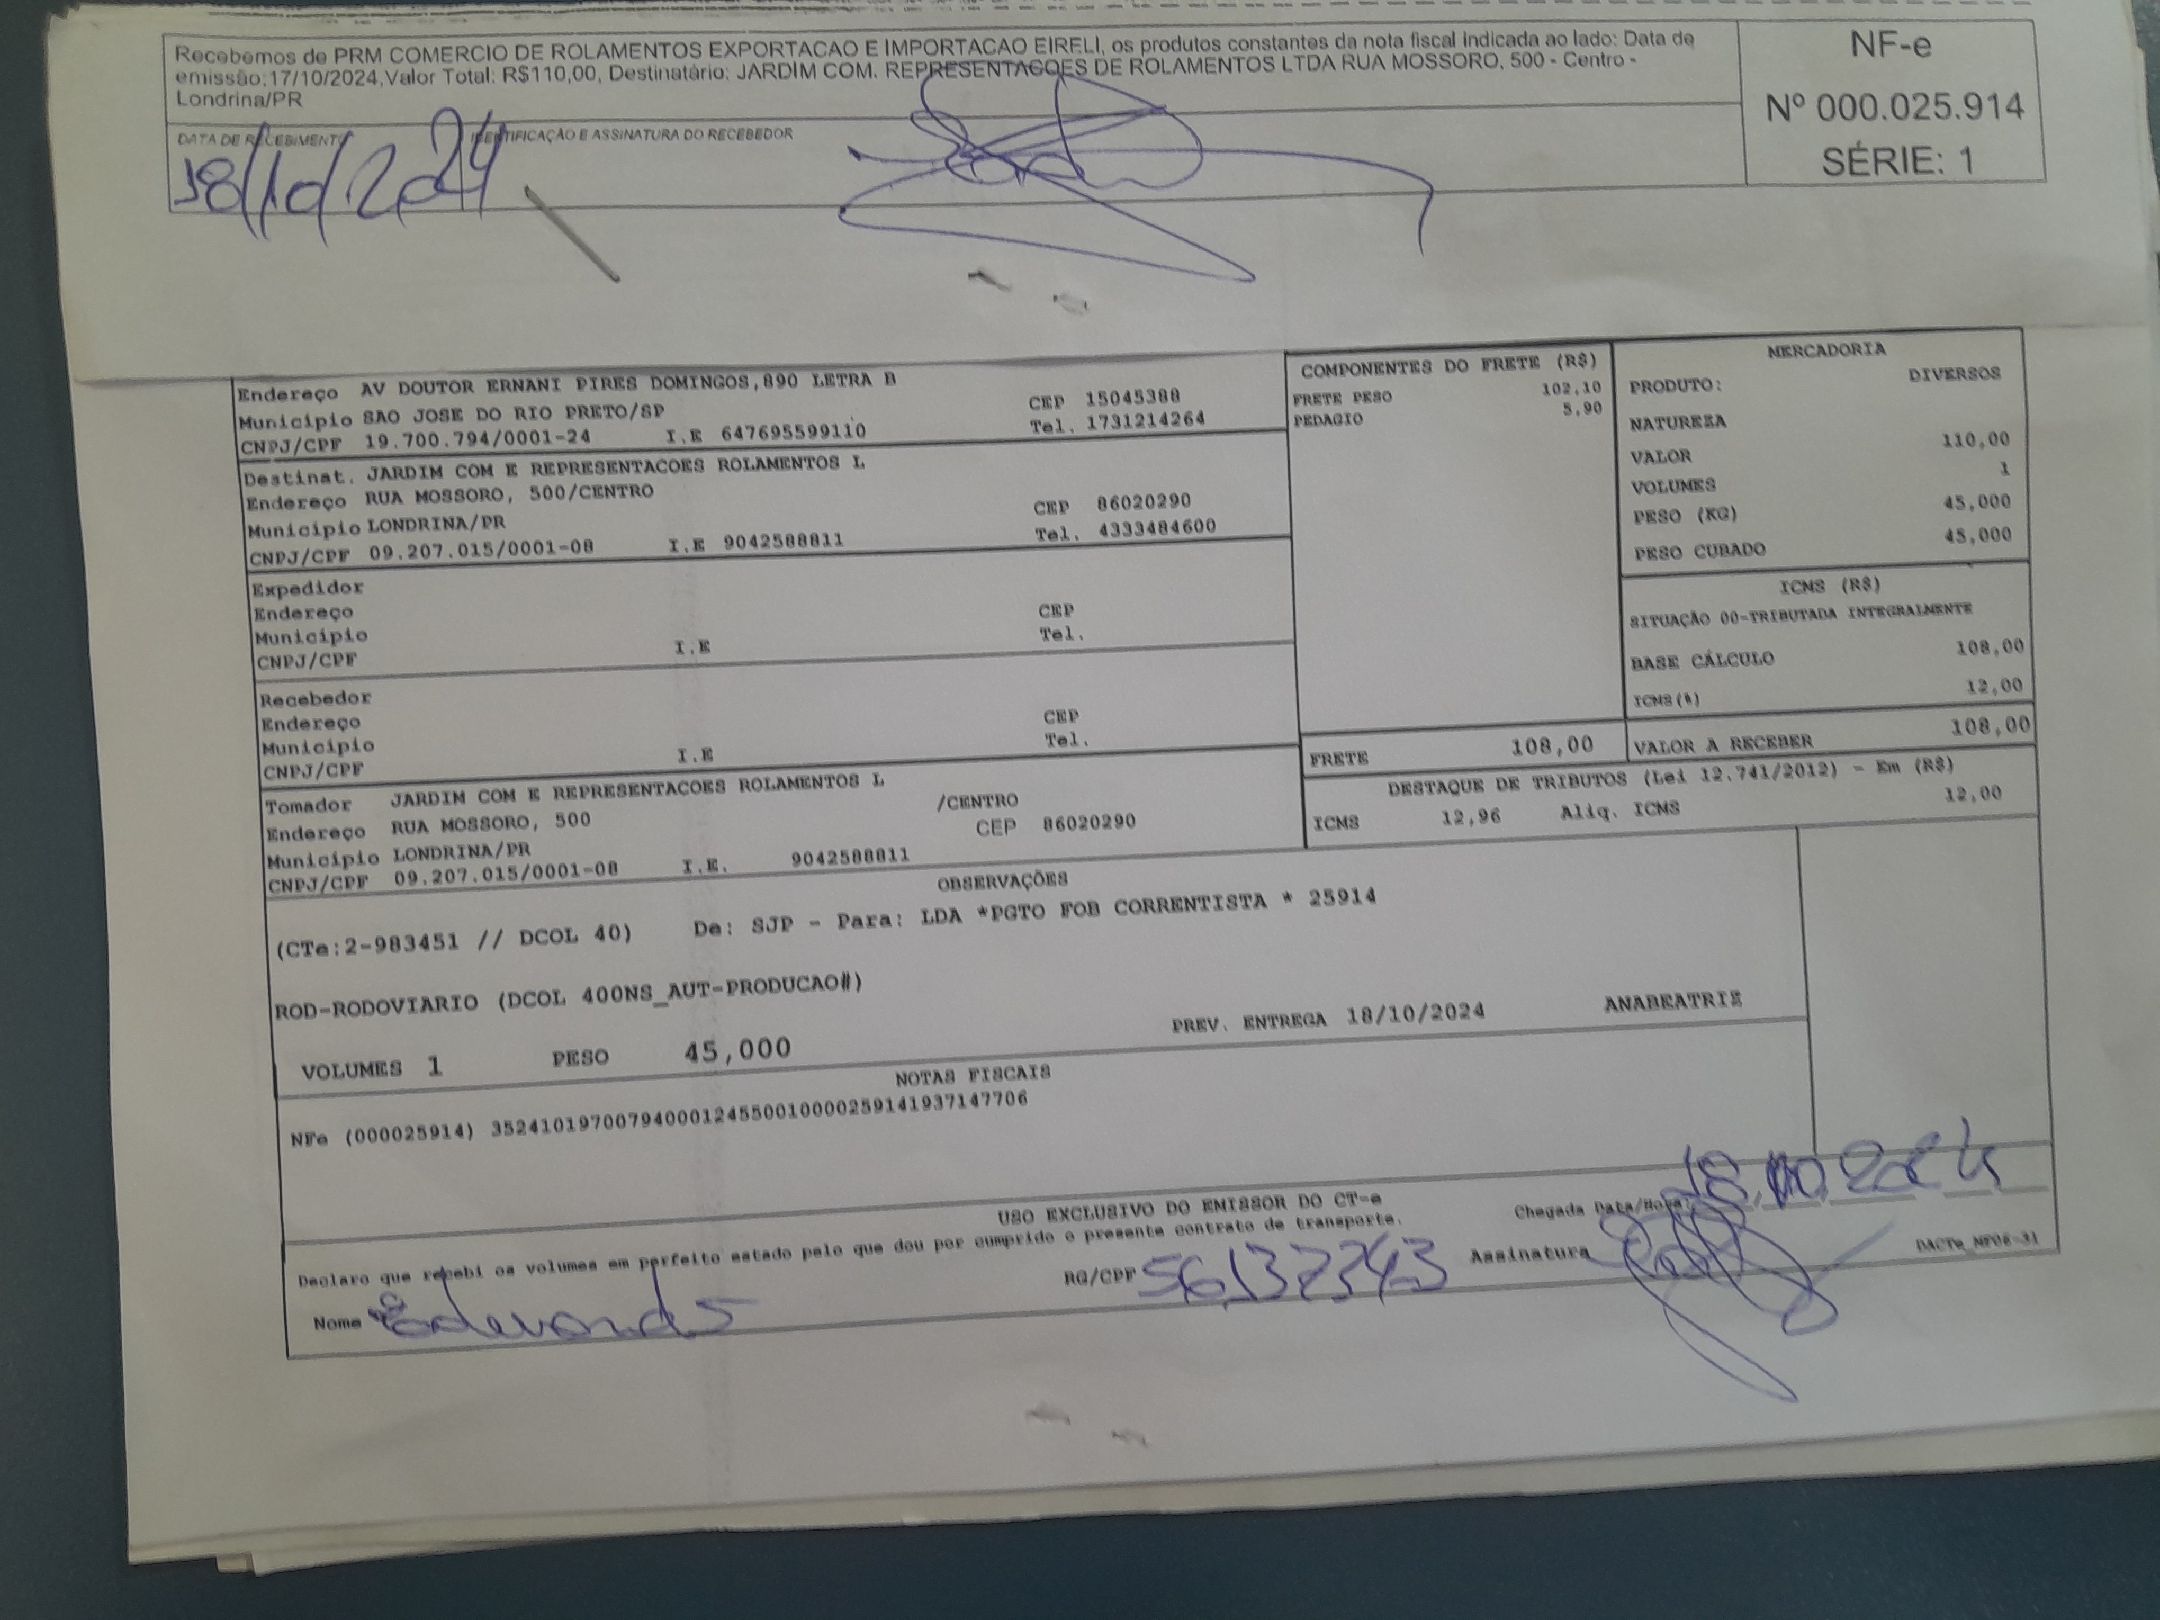 Recebemos de PRM COMERCIO DE ROLAMENTOS EXPORTACAO E IMPORTACAO EIRELI, os produtos constantes da nota fiscal indicada ao lado: Data de
emissão:17/10/2024,Valor Total: R$110,00, Destinatário: JARDIM COM. REPRESENTACOES DE ROLAMENTOS LTDA RUA MOSSORO, 500 - Centro -
Londrina/PR
NF-e
Nº 000.025.914
SÉRIE: 1
DATA DE RECEBIMENTO
IDENTIFICAÇÃO E ASSINATURA DO RECEBEDOR
18/10/2024
Endereço AV DOUTOR ERNANI PIRES DOMINGOS,890 LETRA B
Município SAO JOSE DO RIO PRETO/SP CEP 15045388
CNPJ/CPF 19.700.794/0001-24 I.E 647695599110 Tel. 1731214264
Destinat. JARDIM COM E REPRESENTACOES ROLAMENTOS L
Endereço RUA MOSSORO, 500/CENTRO
Município LONDRINA/PR CEP 86020290
CNPJ/CPF 09.207.015/0001-08 I.E 9042588811 Tel. 4333484600
Expedidor
Endereço
Município CEP
CNPJ/CPF I.E Tel.
Recebedor
Endereço
Município CEP
CNPJ/CPF I.E Tel.
Tomador JARDIM COM E REPRESENTACOES ROLAMENTOS L
Endereço RUA MOSSORO, 500 /CENTRO
Município LONDRINA/PR CEP 86020290
CNPJ/CPF 09.207.015/0001-08 I.E. 9042588811
COMPONENTES DO FRETE (R$)
FRETE PESO 102,10
PEDAGIO 5,90
FRETE 108,00
MERCADORIA
PRODUTO: DIVERSOS
NATUREZA
VALOR 110,00
VOLUMES 1
PESO (KG) 45,000
PESO CUBADO 45,000
ICMS (R$)
SITUAÇÃO 00-TRIBUTADA INTEGRALMENTE
BASE CÁLCULO 108,00
ICMS(%) 12,00
VALOR A RECEBER 108,00
DESTAQUE DE TRIBUTOS (Lei 12.741/2012) - Em (R$)
ICMS 12,96 Aliq. ICMS 12,00
OBSERVAÇÕES
(CTe:2-983451 // DCOL 40) De: SJP - Para: LDA *PGTO FOB CORRENTISTA * 25914
ROD-RODOVIARIO (DCOL 400NS_AUT-PRODUCAO#)
PREV. ENTREGA 18/10/2024 ANABEATRIZ
VOLUMES 1 PESO 45,000
NOTAS FISCAIS
NFe (000025914) 35241019700794000124550010000259141937147706
USO EXCLUSIVO DO EMISSOR DO CT-e
Declaro que recebi os volumes em perfeito estado pelo que dou por cumprido o presente contrato de transporte.
Chegada Data/Hora: 18 10 2024
Nome RG/CPF Assinatura DACTe_NF06-31